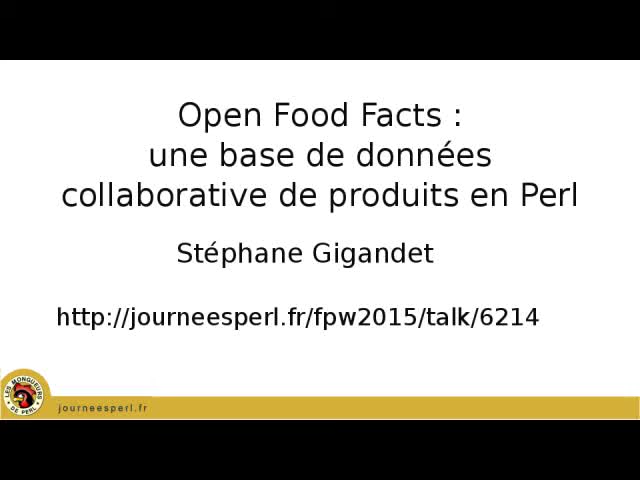 Open Food Facts :
une base de données
collaborative de produits en Perl
Stéphane Gigandet
http://journeesperl.fr/fpw2015/talk/6214
LES MONGUEURS
DE PERL
journeesperl.fr